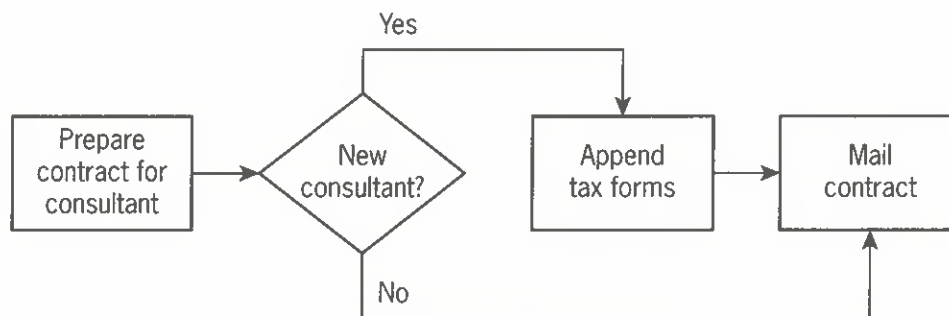 Yes
Prepare
contract for
consultant
New
consultant?
Append
tax forms
Mail
contract
No